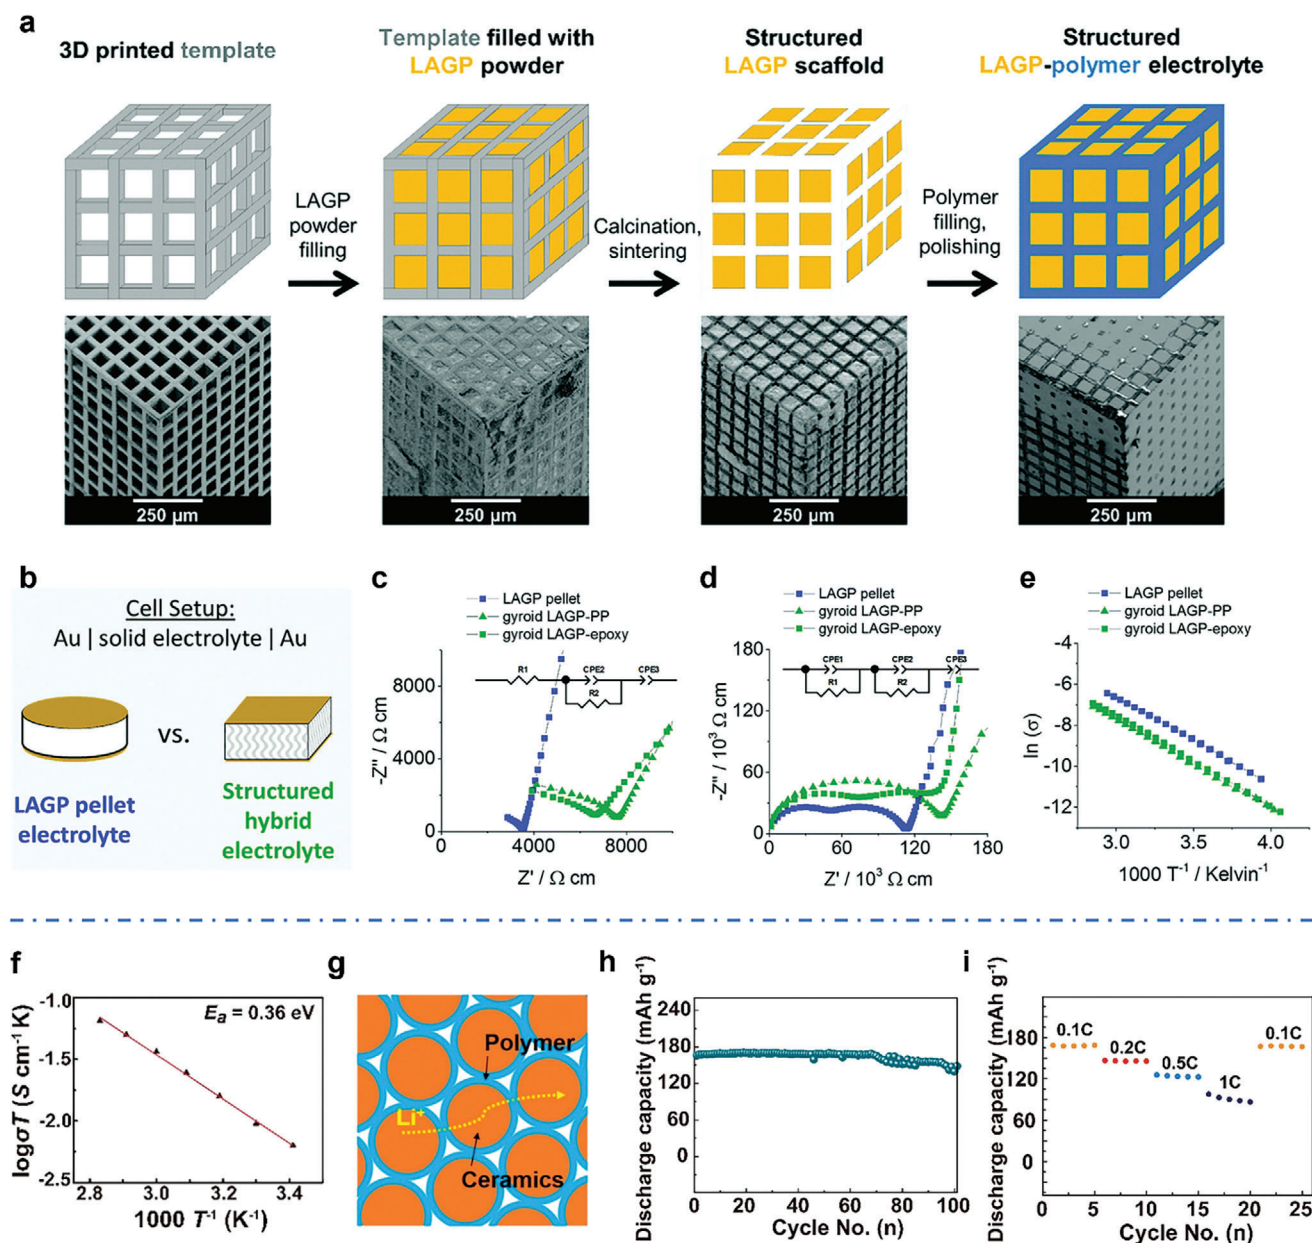 a
3D printed template
Template filled with
LAGP powder
Structured
LAGP scaffold
Structured
LAGP-polymer electrolyte
LAGP
powder
filling
Calcination,
sintering
Polymer
filling,
polishing
250 µm
250 µm
250 µm
250 µm
b
Cell Setup:
Au | solid electrolyte | Au
vs.
LAGP pellet
electrolyte
Structured
hybrid
electrolyte
c
LAGP pellet
gyroid LAGP-PP
gyroid LAGP-epoxy
R1
CPE2
CPE3
R2
8000
4000
0
4000
8000
-Z'' / Ω cm
Z' / Ω cm
d
LAGP pellet
gyroid LAGP-PP
gyroid LAGP-epoxy
CPE1
CPE2
CPE3
R1
R2
180
120
60
0
0
60
120
180
-Z'' / 10³ Ω cm
Z' / 10³ Ω cm
e
LAGP pellet
gyroid LAGP-PP
gyroid LAGP-epoxy
-4
-6
-8
-10
-12
3.0
3.5
4.0
ln (σ)
1000 T⁻¹ / Kelvin⁻¹
f
Eₐ = 0.36 eV
-1.0
-1.5
-2.0
-2.5
2.8
3.0
3.2
3.4
logσT (S cm⁻¹ K)
1000 T⁻¹ (K⁻¹)
g
Polymer
Li⁺
Ceramics
h
240
180
120
60
0
0
20
40
60
80
100
Discharge capacity (mAh g⁻¹)
Cycle No. (n)
i
0.1C
0.2C
0.5C
1C
0.1C
180
120
60
0
0
5
10
15
20
25
Discharge capacity (mAh g⁻¹)
Cycle No. (n)